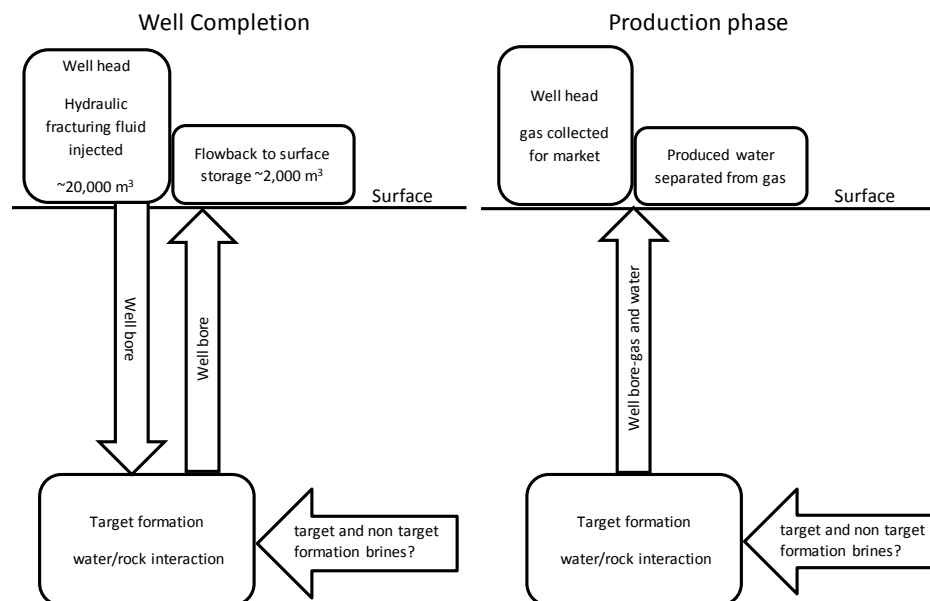 Well Completion
Well head
Hydraulic
fracturing fluid
injected
~20,000 m³
Flowback to surface
storage ~2,000 m³
Surface
Well bore
Well bore
Target formation
water/rock interaction
target and non target
formation brines?
Production phase
Well head
gas collected
for market
Produced water
separated from gas
Surface
Well bore-gas and water
Target formation
water/rock interaction
target and non target
formation brines?